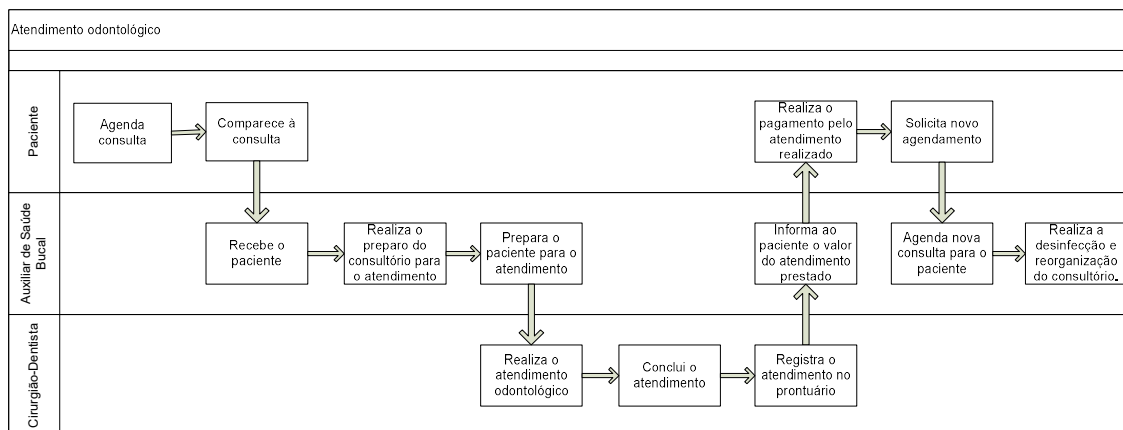 Atendimento odontológico
Paciente
Agenda
consulta
Comparece à
consulta
Realiza o
pagamento pelo
atendimento
realizado
Solicita novo
agendamento
Auxiliar de Saúde
Bucal
Recebe o
paciente
Realiza o
preparo do
consultório para
o atendimento
Prepara o
paciente para o
atendimento
Informa ao
paciente o valor
do atendimento
prestado
Agenda nova
consulta para o
paciente
Realiza a
desinfecção e
reorganização
do consultório.
Cirurgião-Dentista
Realiza o
atendimento
odontológico
Conclui o
atendimento
Registra o
atendimento no
prontuário